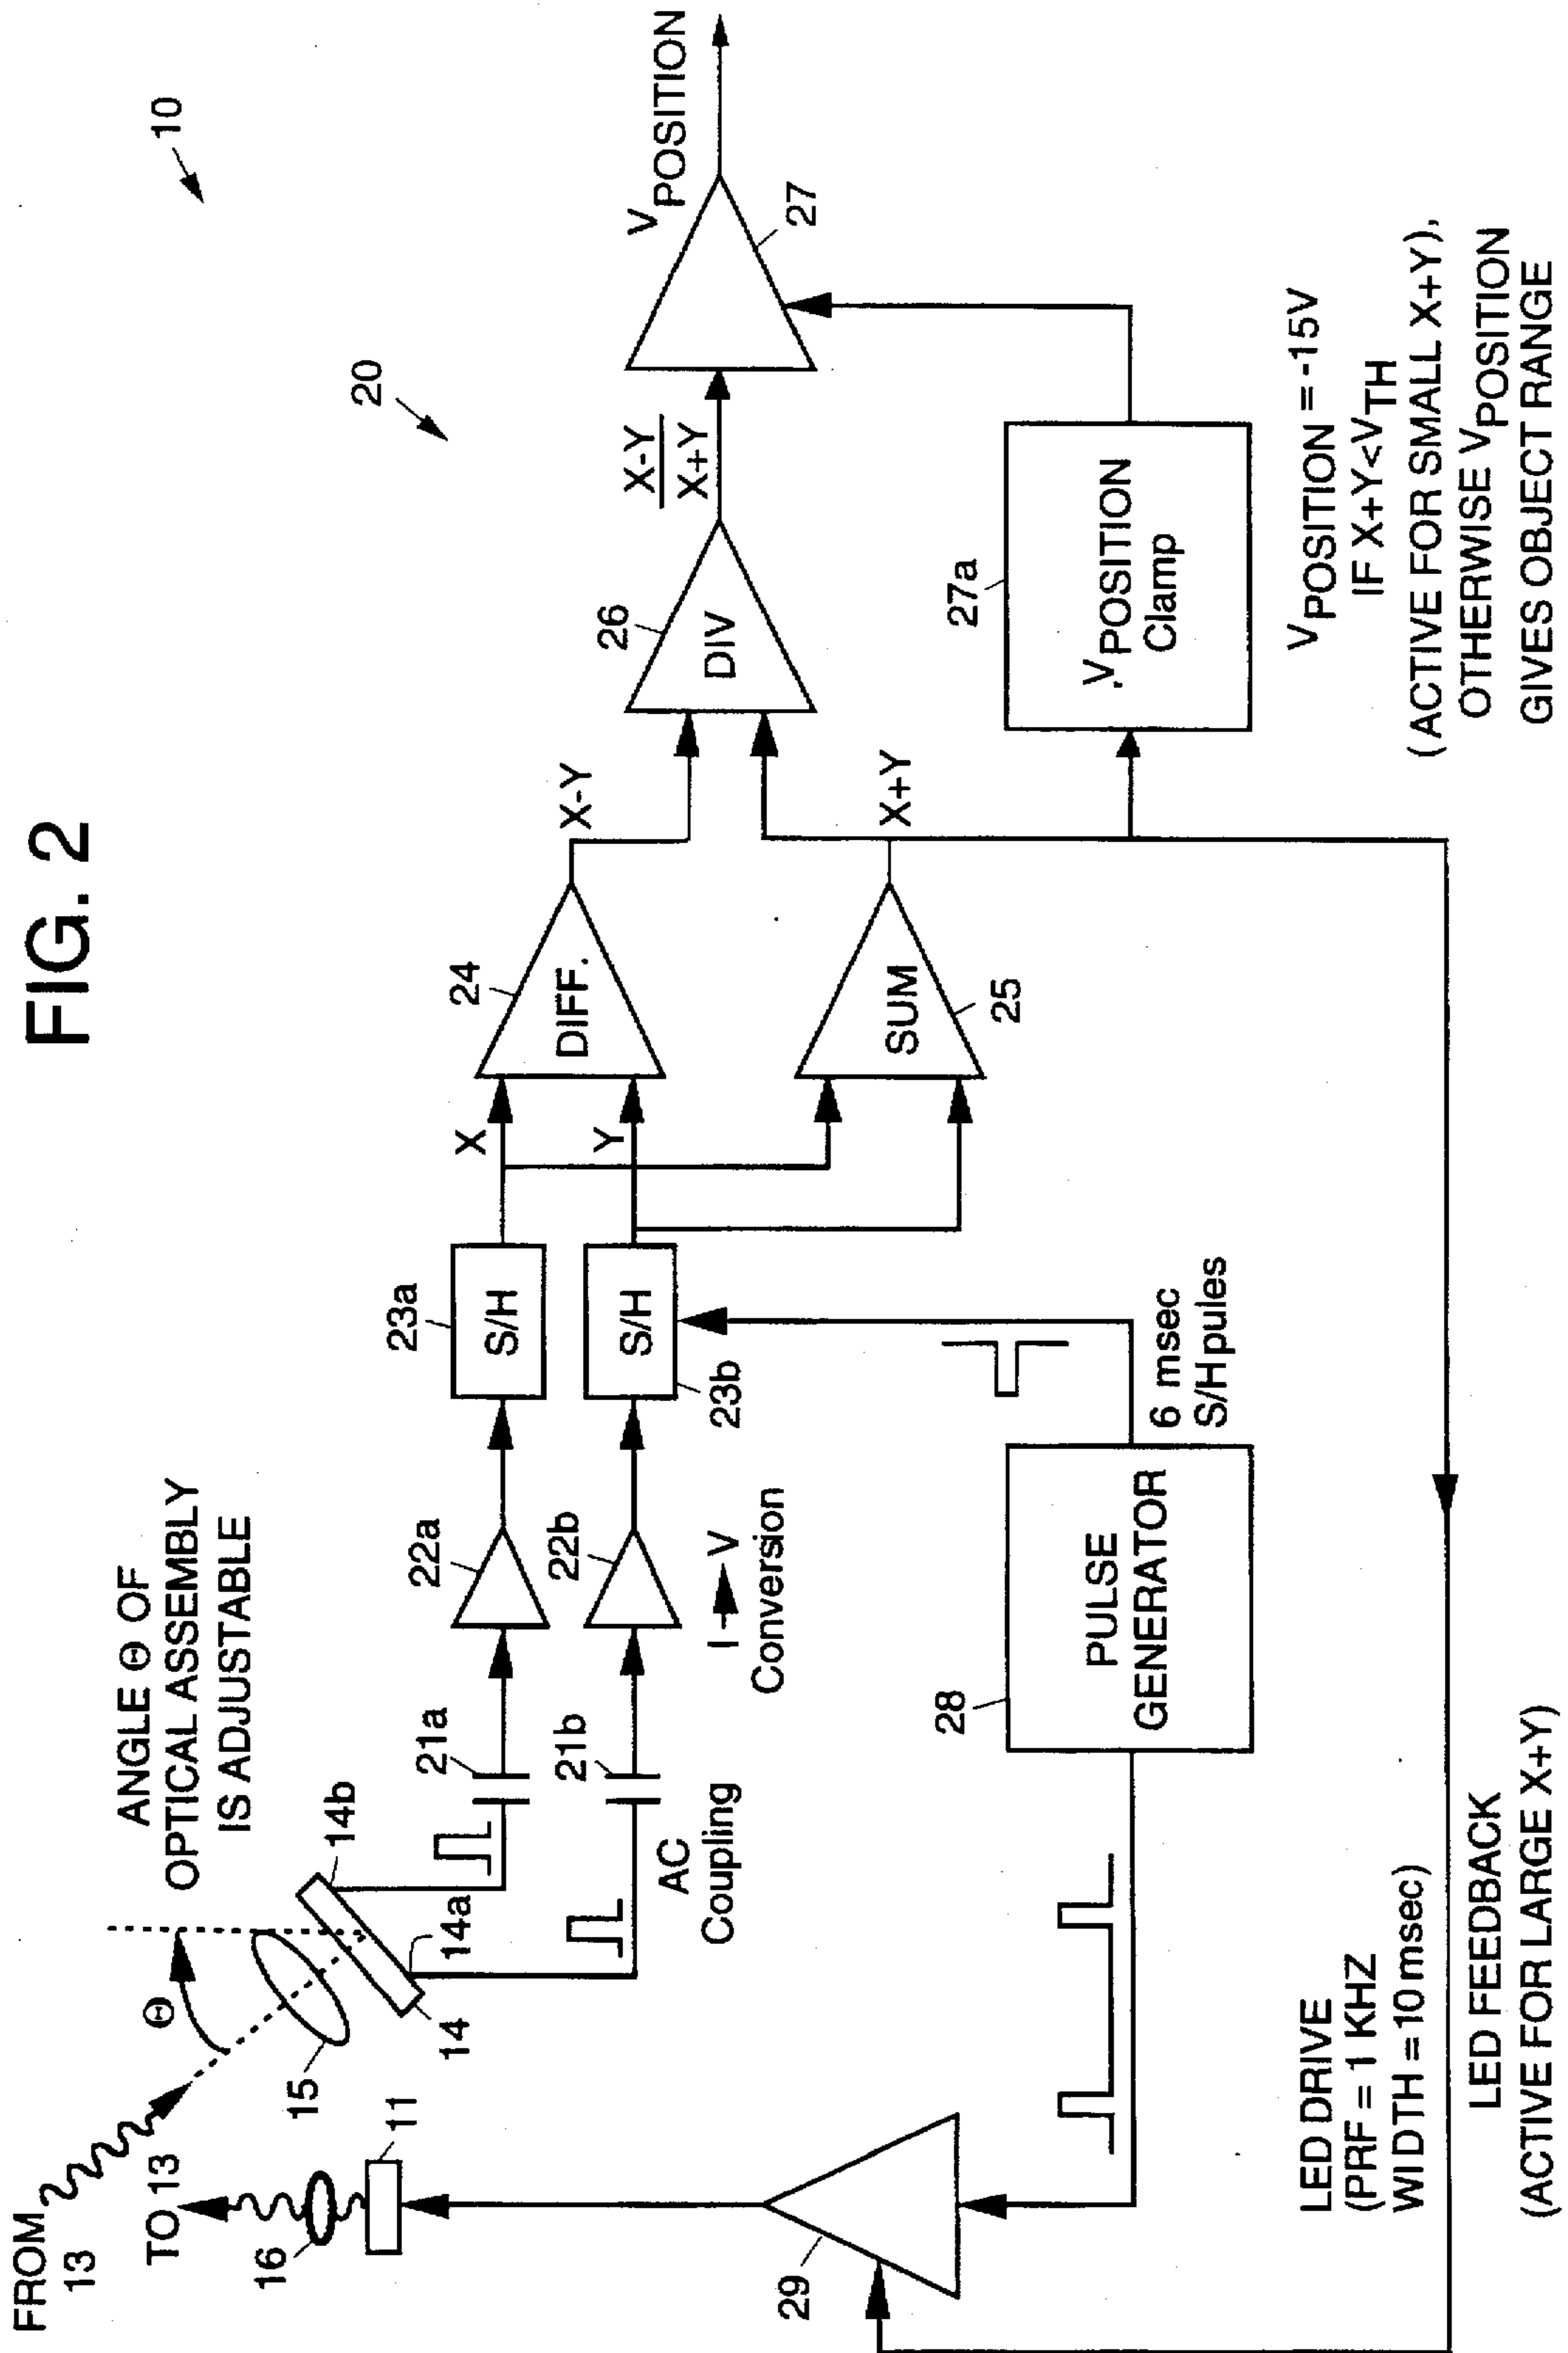 FIG. 2
10
20
FROM
13
TO 13
16
11
15
Θ
14
14a
14b
ANGLE Θ OF
OPTICAL ASSEMBLY
IS ADJUSTABLE
21a
21b
AC
Coupling
22a
22b
I → V
Conversion
23a
S/H
S/H
23b
X
Y
24
DIFF.
X-Y
SUM
25
X+Y
26
DIV
X-Y
X+Y
27
VPOSITION
27a
VPOSITION
Clamp
VPOSITION = -15V
IF X+Y<VTH
(ACTIVE FOR SMALL X+Y),
OTHERWISE VPOSITION
GIVES OBJECT RANGE
28
PULSE
GENERATOR
6 msec
S/Hpules
29
LED DRIVE
(PRF = 1 KHZ
WIDTH = 10msec)
LED FEEDBACK
(ACTIVE FOR LARGE X+Y)